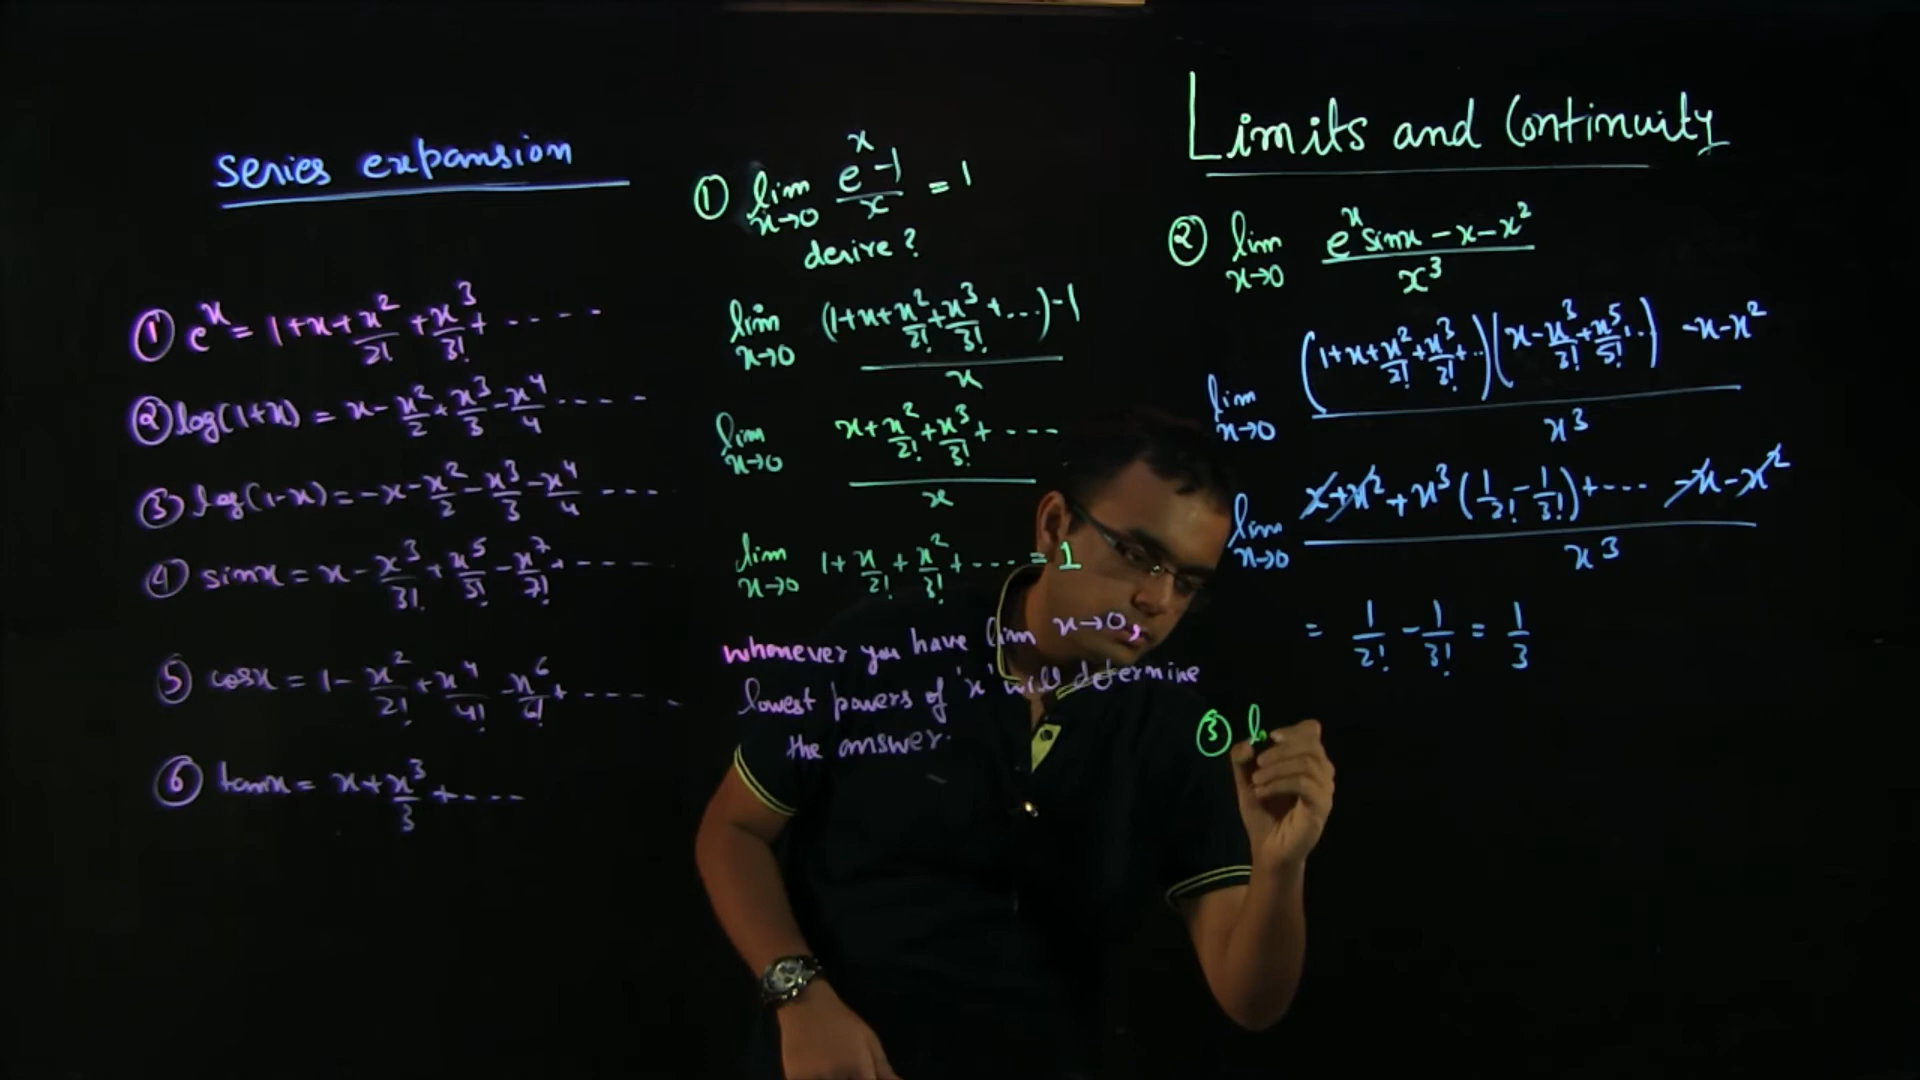 series expansion
① e^x = 1+x+x²/2!+x³/3!+.....
② log(1+x) = x-x²/2+x³/3-x⁴/4.....
③ log(1-x) = -x-x²/2-x³/3-x⁴/4 ....
④ sinx = x-x³/3!+x⁵/5!-x⁷/7!+.....
⑤ cosx = 1-x²/2!+x⁴/4!-x⁶/6!+.....
⑥ tanx = x+x³/3+....
① lim x→0 (e^x-1)/x = 1
derive?
lim x→0 ((1+x+x²/2!+x³/3!+...)-1)/x
lim x→0 (x+x²/2!+x³/3!+....)/x
lim x→0 1+x/2!+x²/3!+.... = 1
whenever you have lim x→0,
lowest powers of 'x' will determine
the answer.
Limits and Continuity
② lim x→0 (e^x sinx-x-x²)/x³
lim x→0 ((1+x+x²/2!+x³/3!+..)(x-x³/3!+x⁵/5!...) -x-x²)/x³
lim x→0 (x+x²+x³(1/2!-1/3!)+.... -x-x²)/x³
= 1/2!-1/3! = 1/3
③